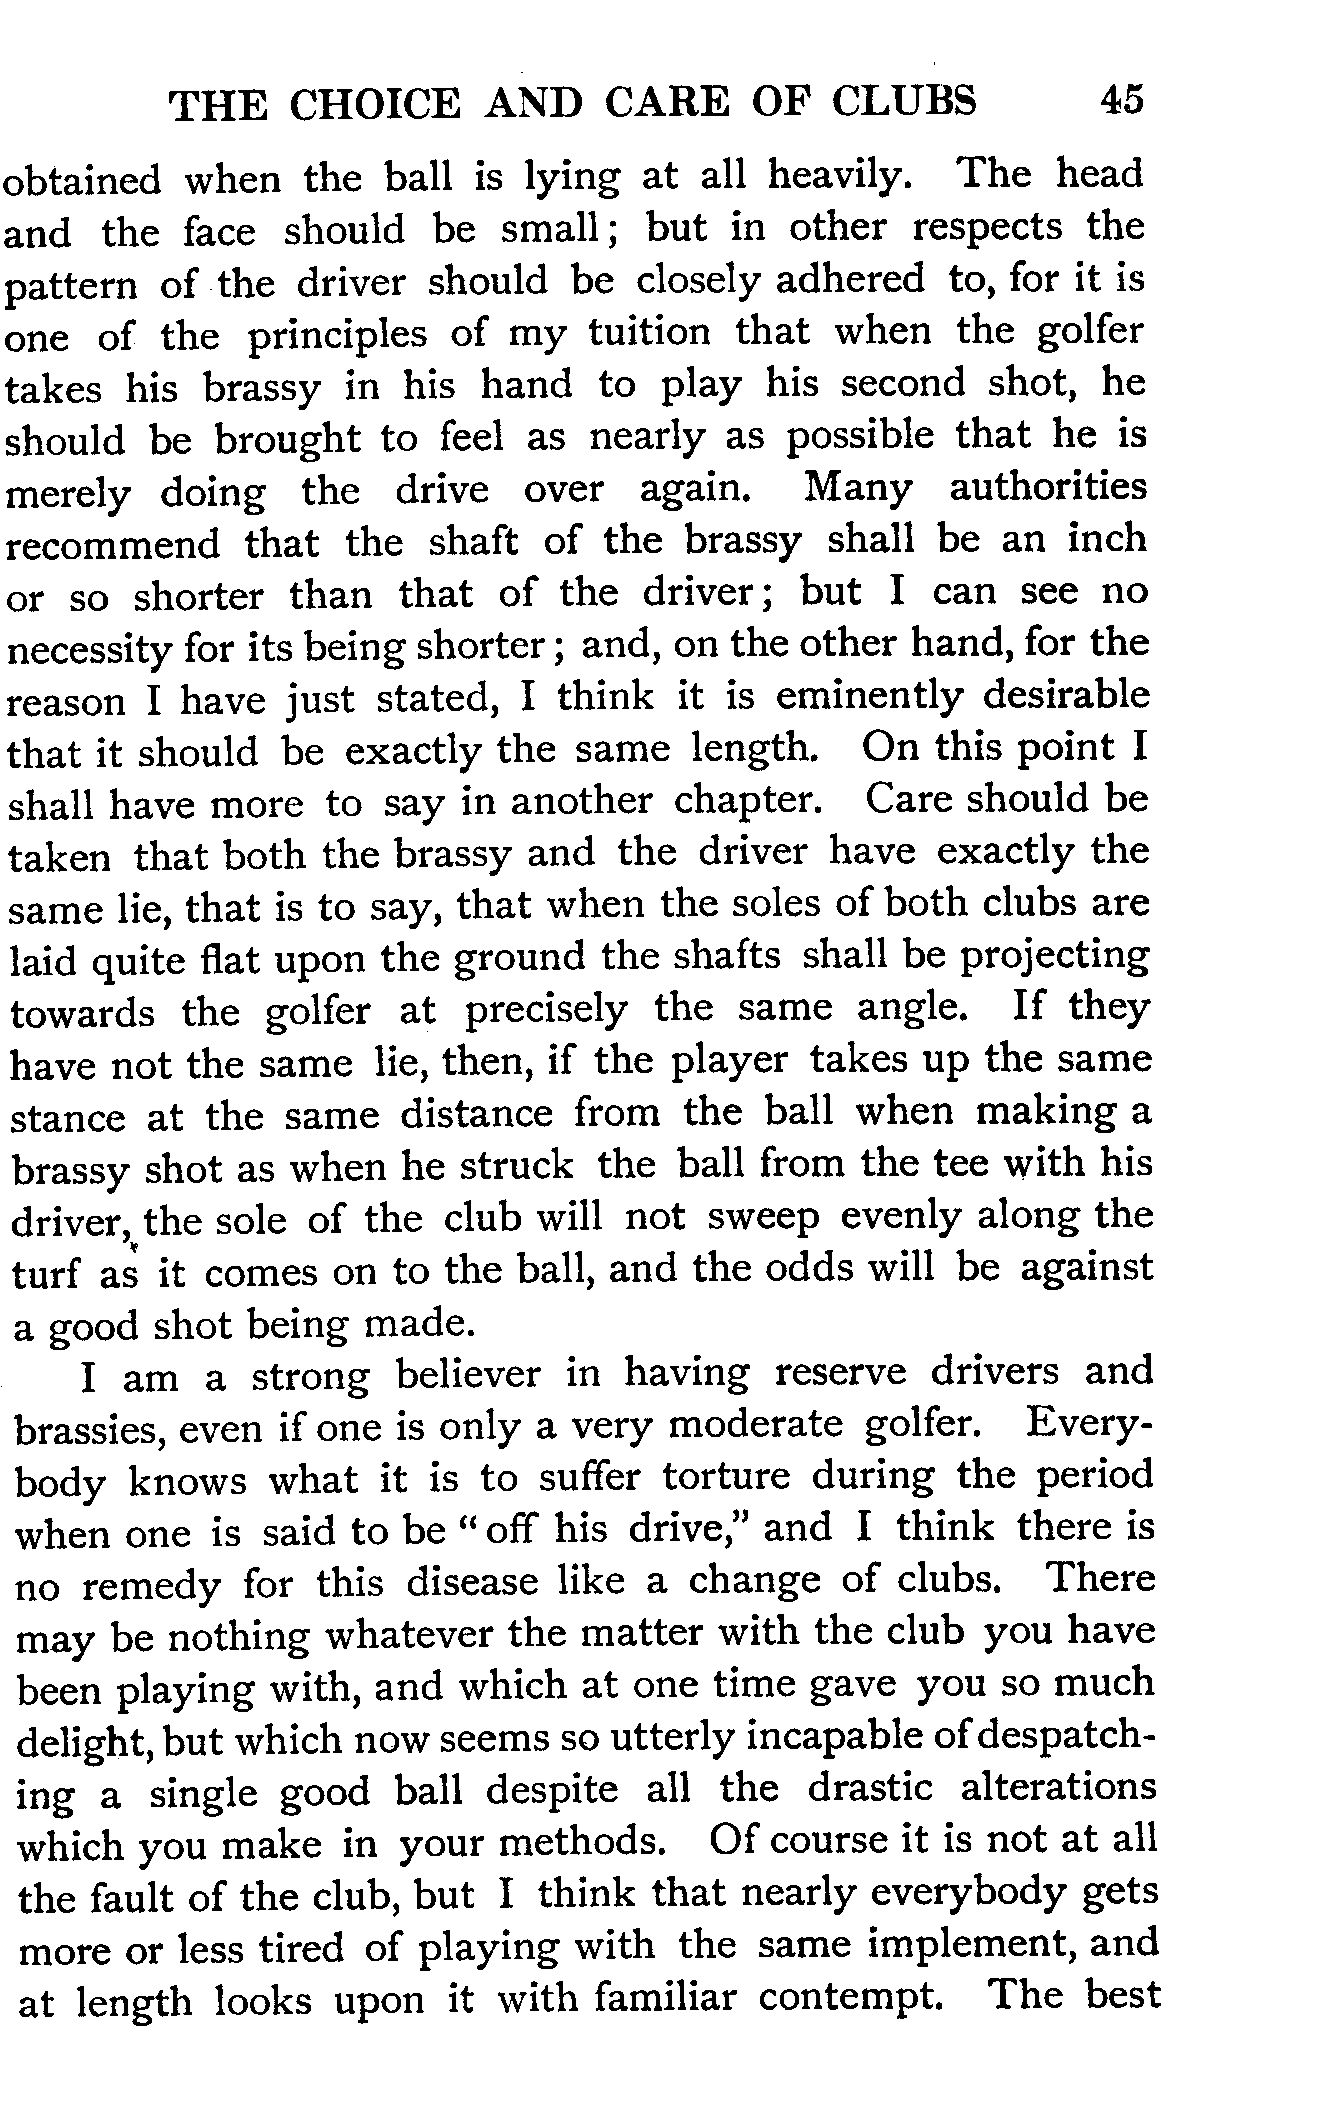 THE CHOICE AND CARE OF CLUBS 45
obtained when the ball is lying at all heavily. The head
and the face should be small; but in other respects the
pattern of the driver should be closely adhered to, for it is
one of the principles of my tuition that when the golfer
takes his brassy in his hand to play his second shot, he
should be brought to feel as nearly as possible that he is
merely doing the drive over again. Many authorities
recommend that the shaft of the brassy shall be an inch
or so shorter than that of the driver; but I can see no
necessity for its being shorter; and, on the other hand, for the
reason I have just stated, I think it is eminently desirable
that it should be exactly the same length. On this point I
shall have more to say in another chapter. Care should be
taken that both the brassy and the driver have exactly the
same lie, that is to say, that when the soles of both clubs are
laid quite flat upon the ground the shafts shall be projecting
towards the golfer at precisely the same angle. If they
have not the same lie, then, if the player takes up the same
stance at the same distance from the ball when making a
brassy shot as when he struck the ball from the tee with his
driver, the sole of the club will not sweep evenly along the
turf as it comes on to the ball, and the odds will be against
a good shot being made.
I am a strong believer in having reserve drivers and
brassies, even if one is only a very moderate golfer. Every-
body knows what it is to suffer torture during the period
when one is said to be "off his drive," and I think there is
no remedy for this disease like a change of clubs. There
may be nothing whatever the matter with the club you have
been playing with, and which at one time gave you so much
delight, but which now seems so utterly incapable of despatch-
ing a single good ball despite all the drastic alterations
which you make in your methods. Of course it is not at all
the fault of the club, but I think that nearly everybody gets
more or less tired of playing with the same implement, and
at length looks upon it with familiar contempt. The best